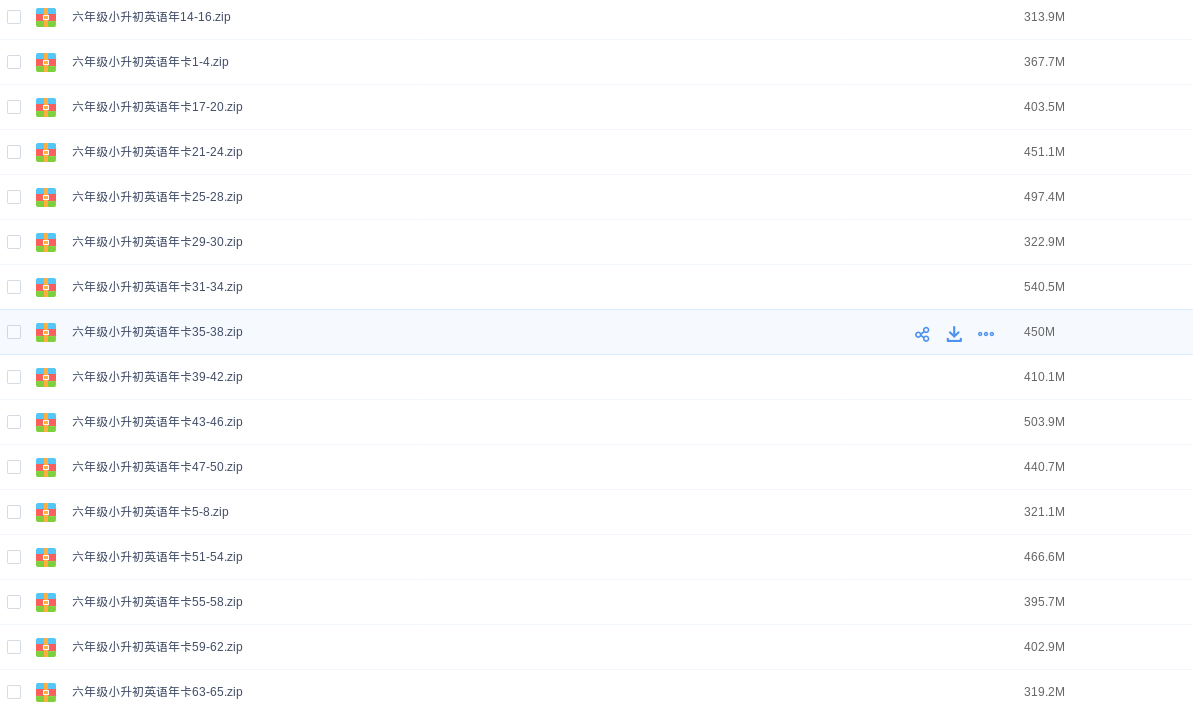 六年级小升初英语年14-16.zip 313.9M
六年级小升初英语年卡1-4.zip 367.7M
六年级小升初英语年卡17-20.zip 403.5M
六年级小升初英语年卡21-24.zip 451.1M
六年级小升初英语年卡25-28.zip 497.4M
六年级小升初英语年卡29-30.zip 322.9M
六年级小升初英语年卡31-34.zip 540.5M
六年级小升初英语年卡35-38.zip 450M
六年级小升初英语年卡39-42.zip 410.1M
六年级小升初英语年卡43-46.zip 503.9M
六年级小升初英语年卡47-50.zip 440.7M
六年级小升初英语年卡5-8.zip 321.1M
六年级小升初英语年卡51-54.zip 466.6M
六年级小升初英语年卡55-58.zip 395.7M
六年级小升初英语年卡59-62.zip 402.9M
六年级小升初英语年卡63-65.zip 319.2M